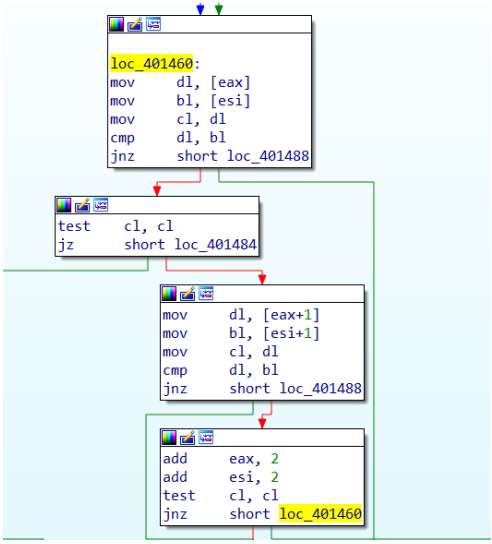 loc_401460:
mov     dl, [eax]
mov     bl, [esi]
mov     cl, dl
cmp     dl, bl
jnz     short loc_401488
test    cl, cl
jz      short loc_401484
mov     dl, [eax+1]
mov     bl, [esi+1]
mov     cl, dl
cmp     dl, bl
jnz     short loc_401488
add     eax, 2
add     esi, 2
test    cl, cl
jnz     short loc_401460